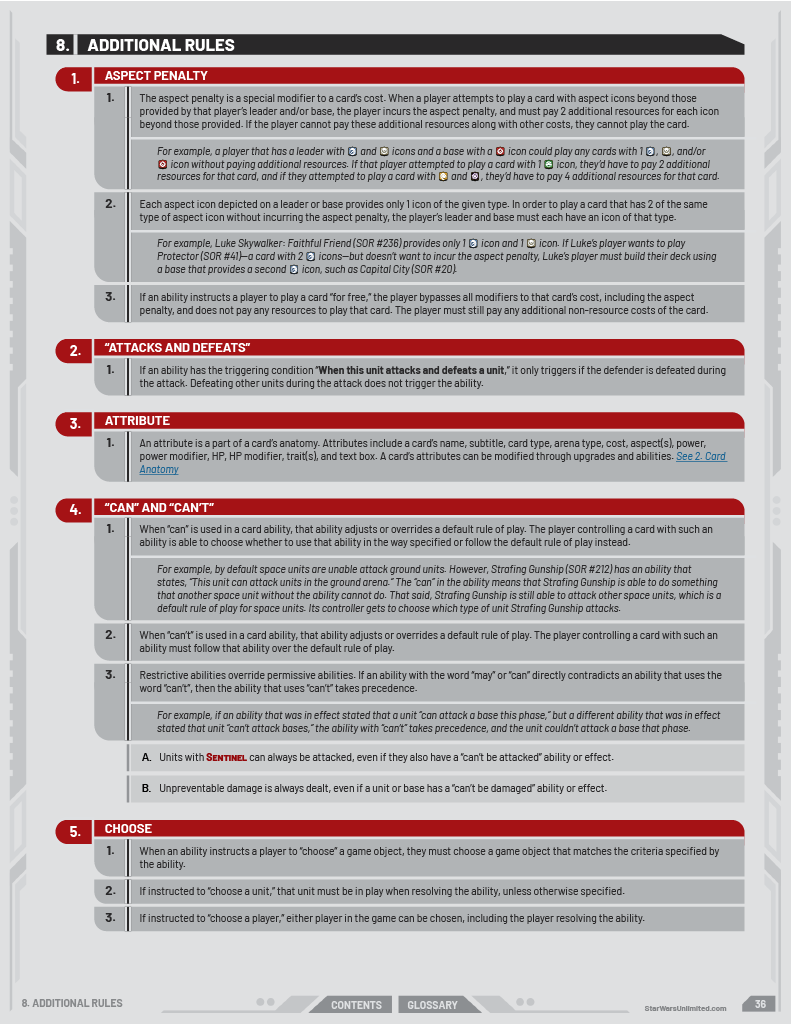 8. ADDITIONAL RULES
1. ASPECT PENALTY
1. The aspect penalty is a special modifier to a card's cost. When a player attempts to play a card with aspect icons beyond those
provided by that player's leader and/or base, the player incurs the aspect penalty, and must pay 2 additional resources for each icon
beyond those provided. If the player cannot pay these additional resources along with other costs, they cannot play the card.
For example, a player that has a leader with and icons and a base with a icon could play any cards with 1 , , and/or
icon without paying additional resources. If that player attempted to play a card with 1 icon, they'd have to pay 2 additional
resources for that card, and if they attempted to play a card with and , they'd have to pay 4 additional resources for that card.
2. Each aspect icon depicted on a leader or base provides only 1 icon of the given type. In order to play a card that has 2 of the same
type of aspect icon without incurring the aspect penalty, the player's leader and base must each have an icon of that type.
For example, Luke Skywalker: Faithful Friend (SOR #236) provides only 1 icon and 1 icon. If Luke's player wants to play
Protector (SOR #41)—a card with 2 icons—but doesn't want to incur the aspect penalty, Luke's player must build their deck using
a base that provides a second icon, such as Capital City (SOR #20).
3. If an ability instructs a player to play a card "for free," the player bypasses all modifiers to that card's cost, including the aspect
penalty, and does not pay any resources to play that card. The player must still pay any additional non-resource costs of the card.
2. "ATTACKS AND DEFEATS"
1. If an ability has the triggering condition "When this unit attacks and defeats a unit," it only triggers if the defender is defeated during
the attack. Defeating other units during the attack does not trigger the ability.
3. ATTRIBUTE
1. An attribute is a part of a card's anatomy. Attributes include a card's name, subtitle, card type, arena type, cost, aspect(s), power,
power modifier, HP, HP modifier, trait(s), and text box. A card's attributes can be modified through upgrades and abilities. See 2. Card
Anatomy
4. "CAN" AND "CAN'T"
1. When "can" is used in a card ability, that ability adjusts or overrides a default rule of play. The player controlling a card with such an
ability is able to choose whether to use that ability in the way specified or follow the default rule of play instead.
For example, by default space units are unable attack ground units. However, Strafing Gunship (SOR #212) has an ability that
states, "This unit can attack units in the ground arena." The "can" in the ability means that Strafing Gunship is able to do something
that another space unit without the ability cannot do. That said, Strafing Gunship is still able to attack other space units, which is a
default rule of play for space units. Its controller gets to choose which type of unit Strafing Gunship attacks.
2. When "can't" is used in a card ability, that ability adjusts or overrides a default rule of play. The player controlling a card with such an
ability must follow that ability over the default rule of play.
3. Restrictive abilities override permissive abilities. If an ability with the word "may" or "can" directly contradicts an ability that uses the
word "can't", then the ability that uses "can't" takes precedence.
For example, if an ability that was in effect stated that a unit "can attack a base this phase," but a different ability that was in effect
stated that unit "can't attack bases," the ability with "can't" takes precedence, and the unit couldn't attack a base that phase.
A. Units with SENTINEL can always be attacked, even if they also have a "can't be attacked" ability or effect.
B. Unpreventable damage is always dealt, even if a unit or base has a "can't be damaged" ability or effect.
5. CHOOSE
1. When an ability instructs a player to "choose" a game object, they must choose a game object that matches the criteria specified by
the ability.
2. If instructed to "choose a unit," that unit must be in play when resolving the ability, unless otherwise specified.
3. If instructed to "choose a player," either player in the game can be chosen, including the player resolving the ability.
8. ADDITIONAL RULES
CONTENTS
GLOSSARY
StarWarsUnlimited.com
36